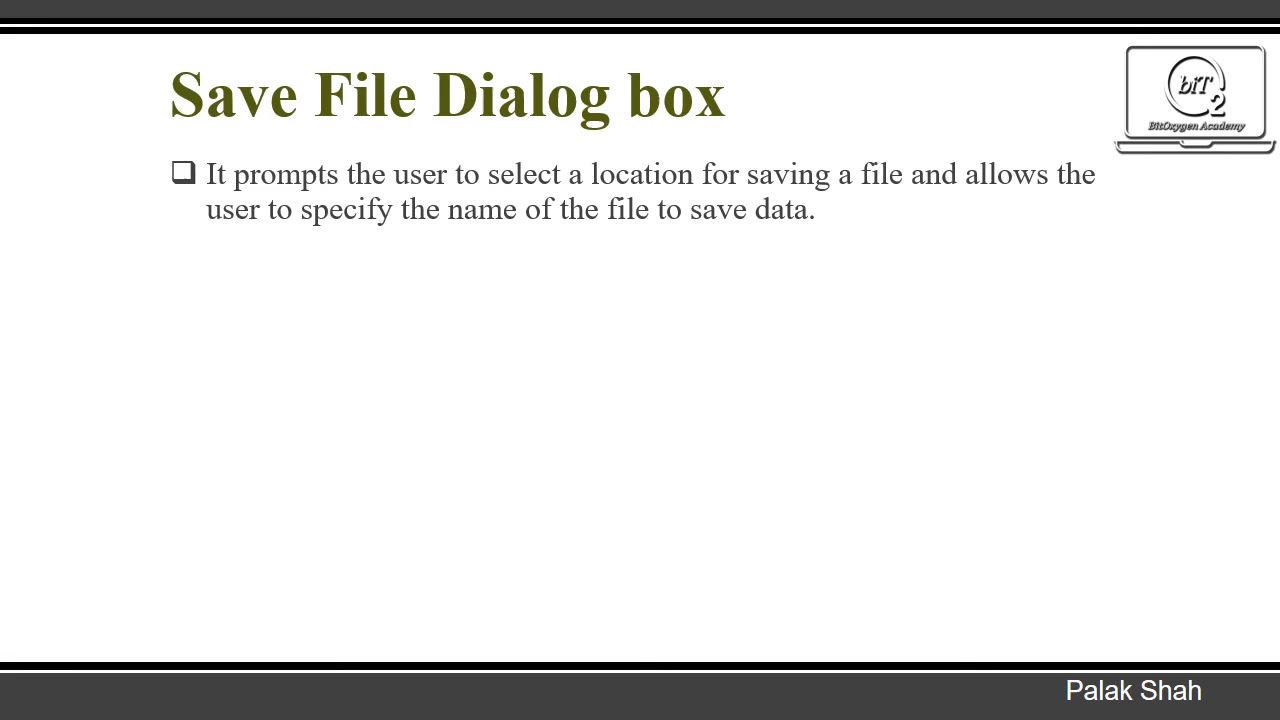 Save File Dialog box
biT
2
BitOxygen Academy
It prompts the user to select a location for saving a file and allows the
user to specify the name of the file to save data.
Palak Shah